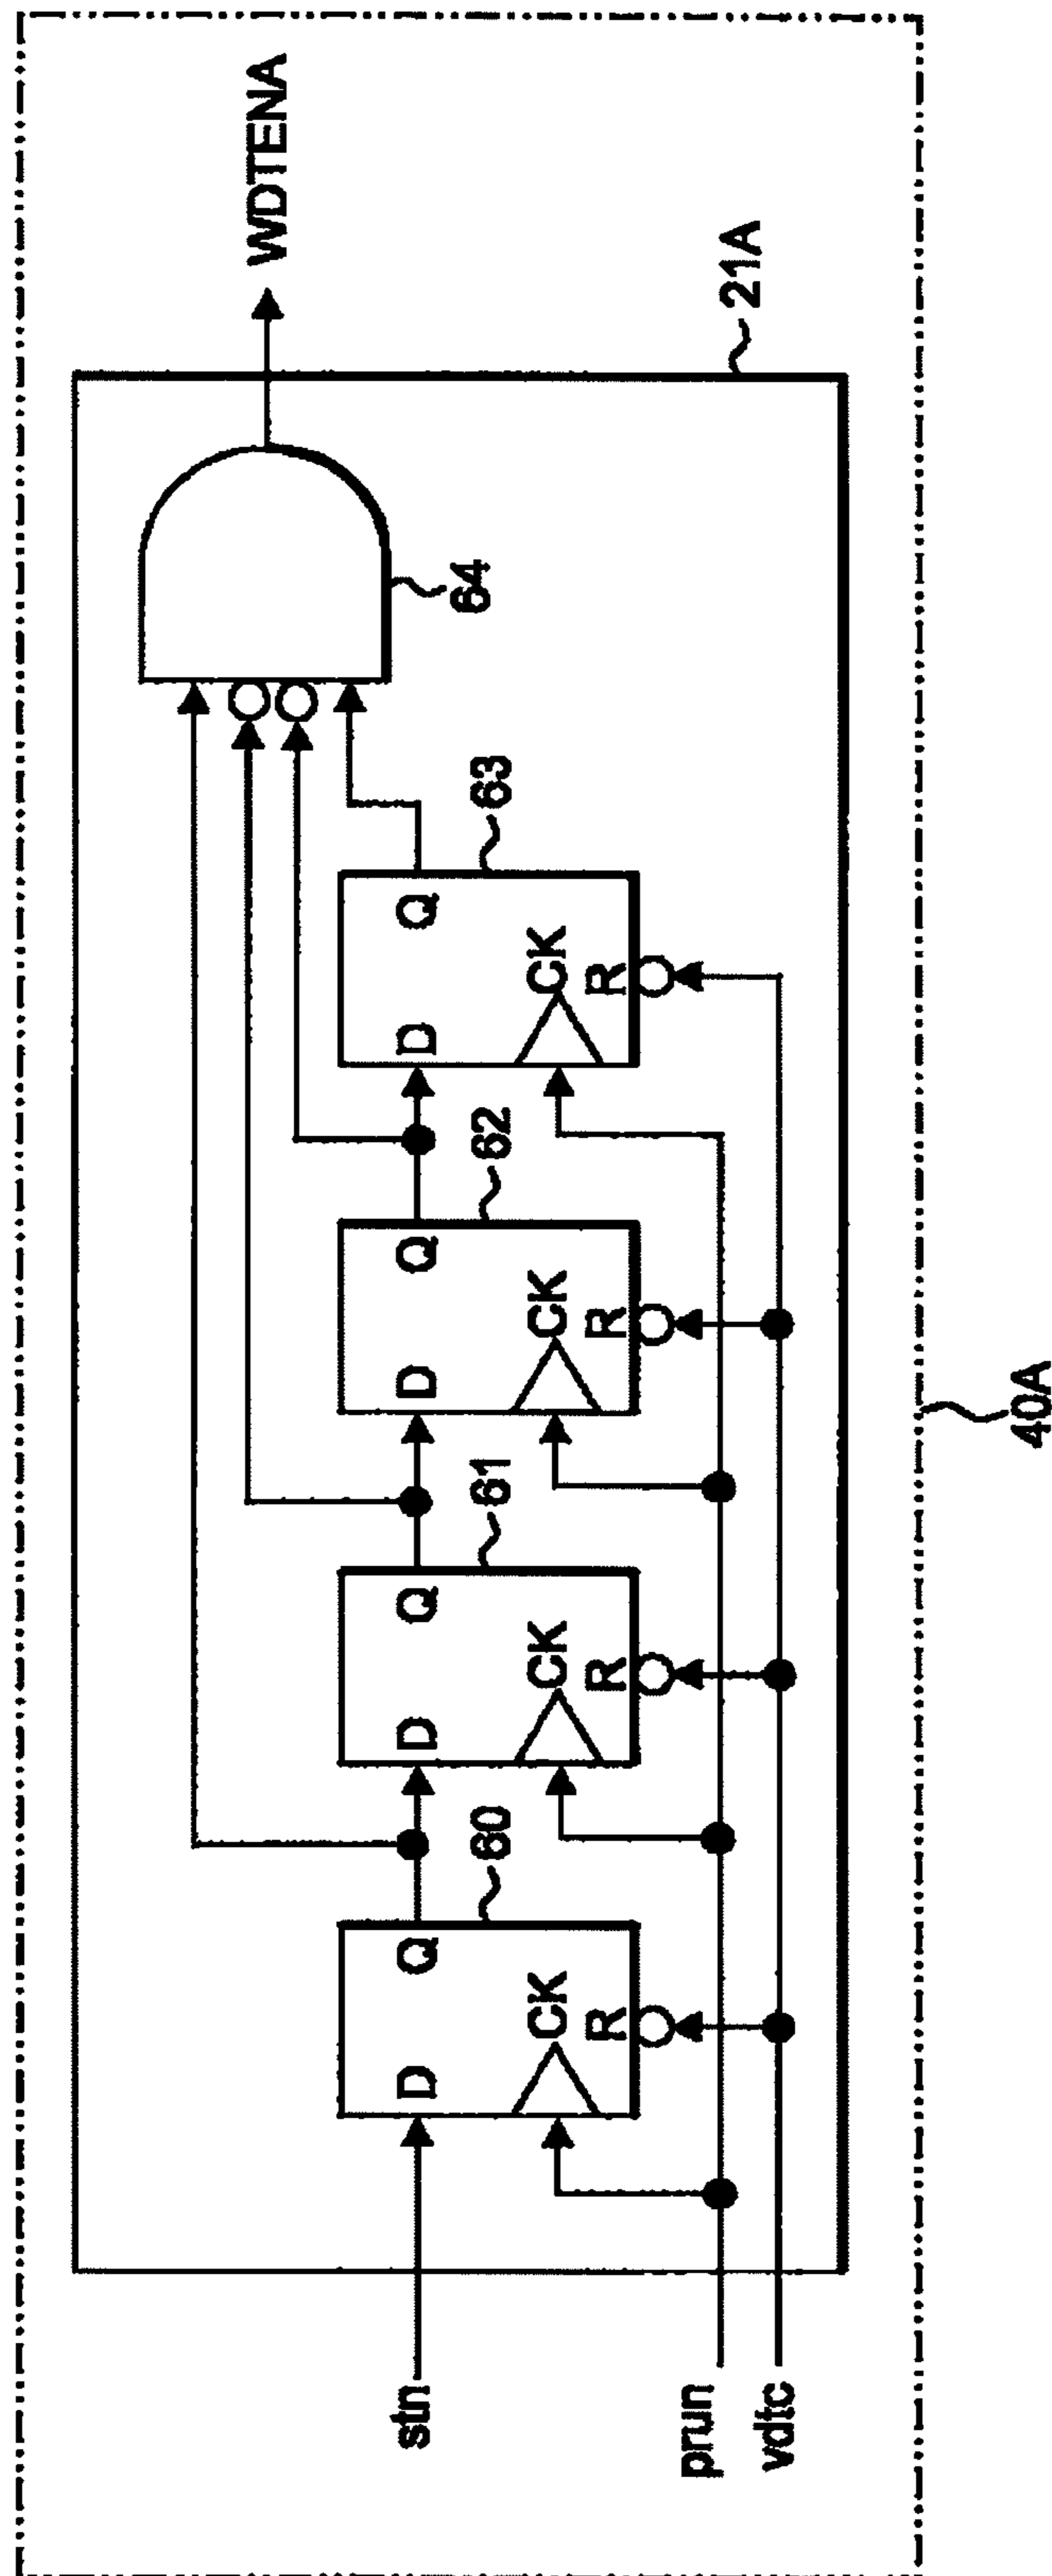 WDTENA
stn D Q D Q D Q D Q
64
60 61 62 63
CK CK CK CK
R R R R
prun
21A
vdtc
40A